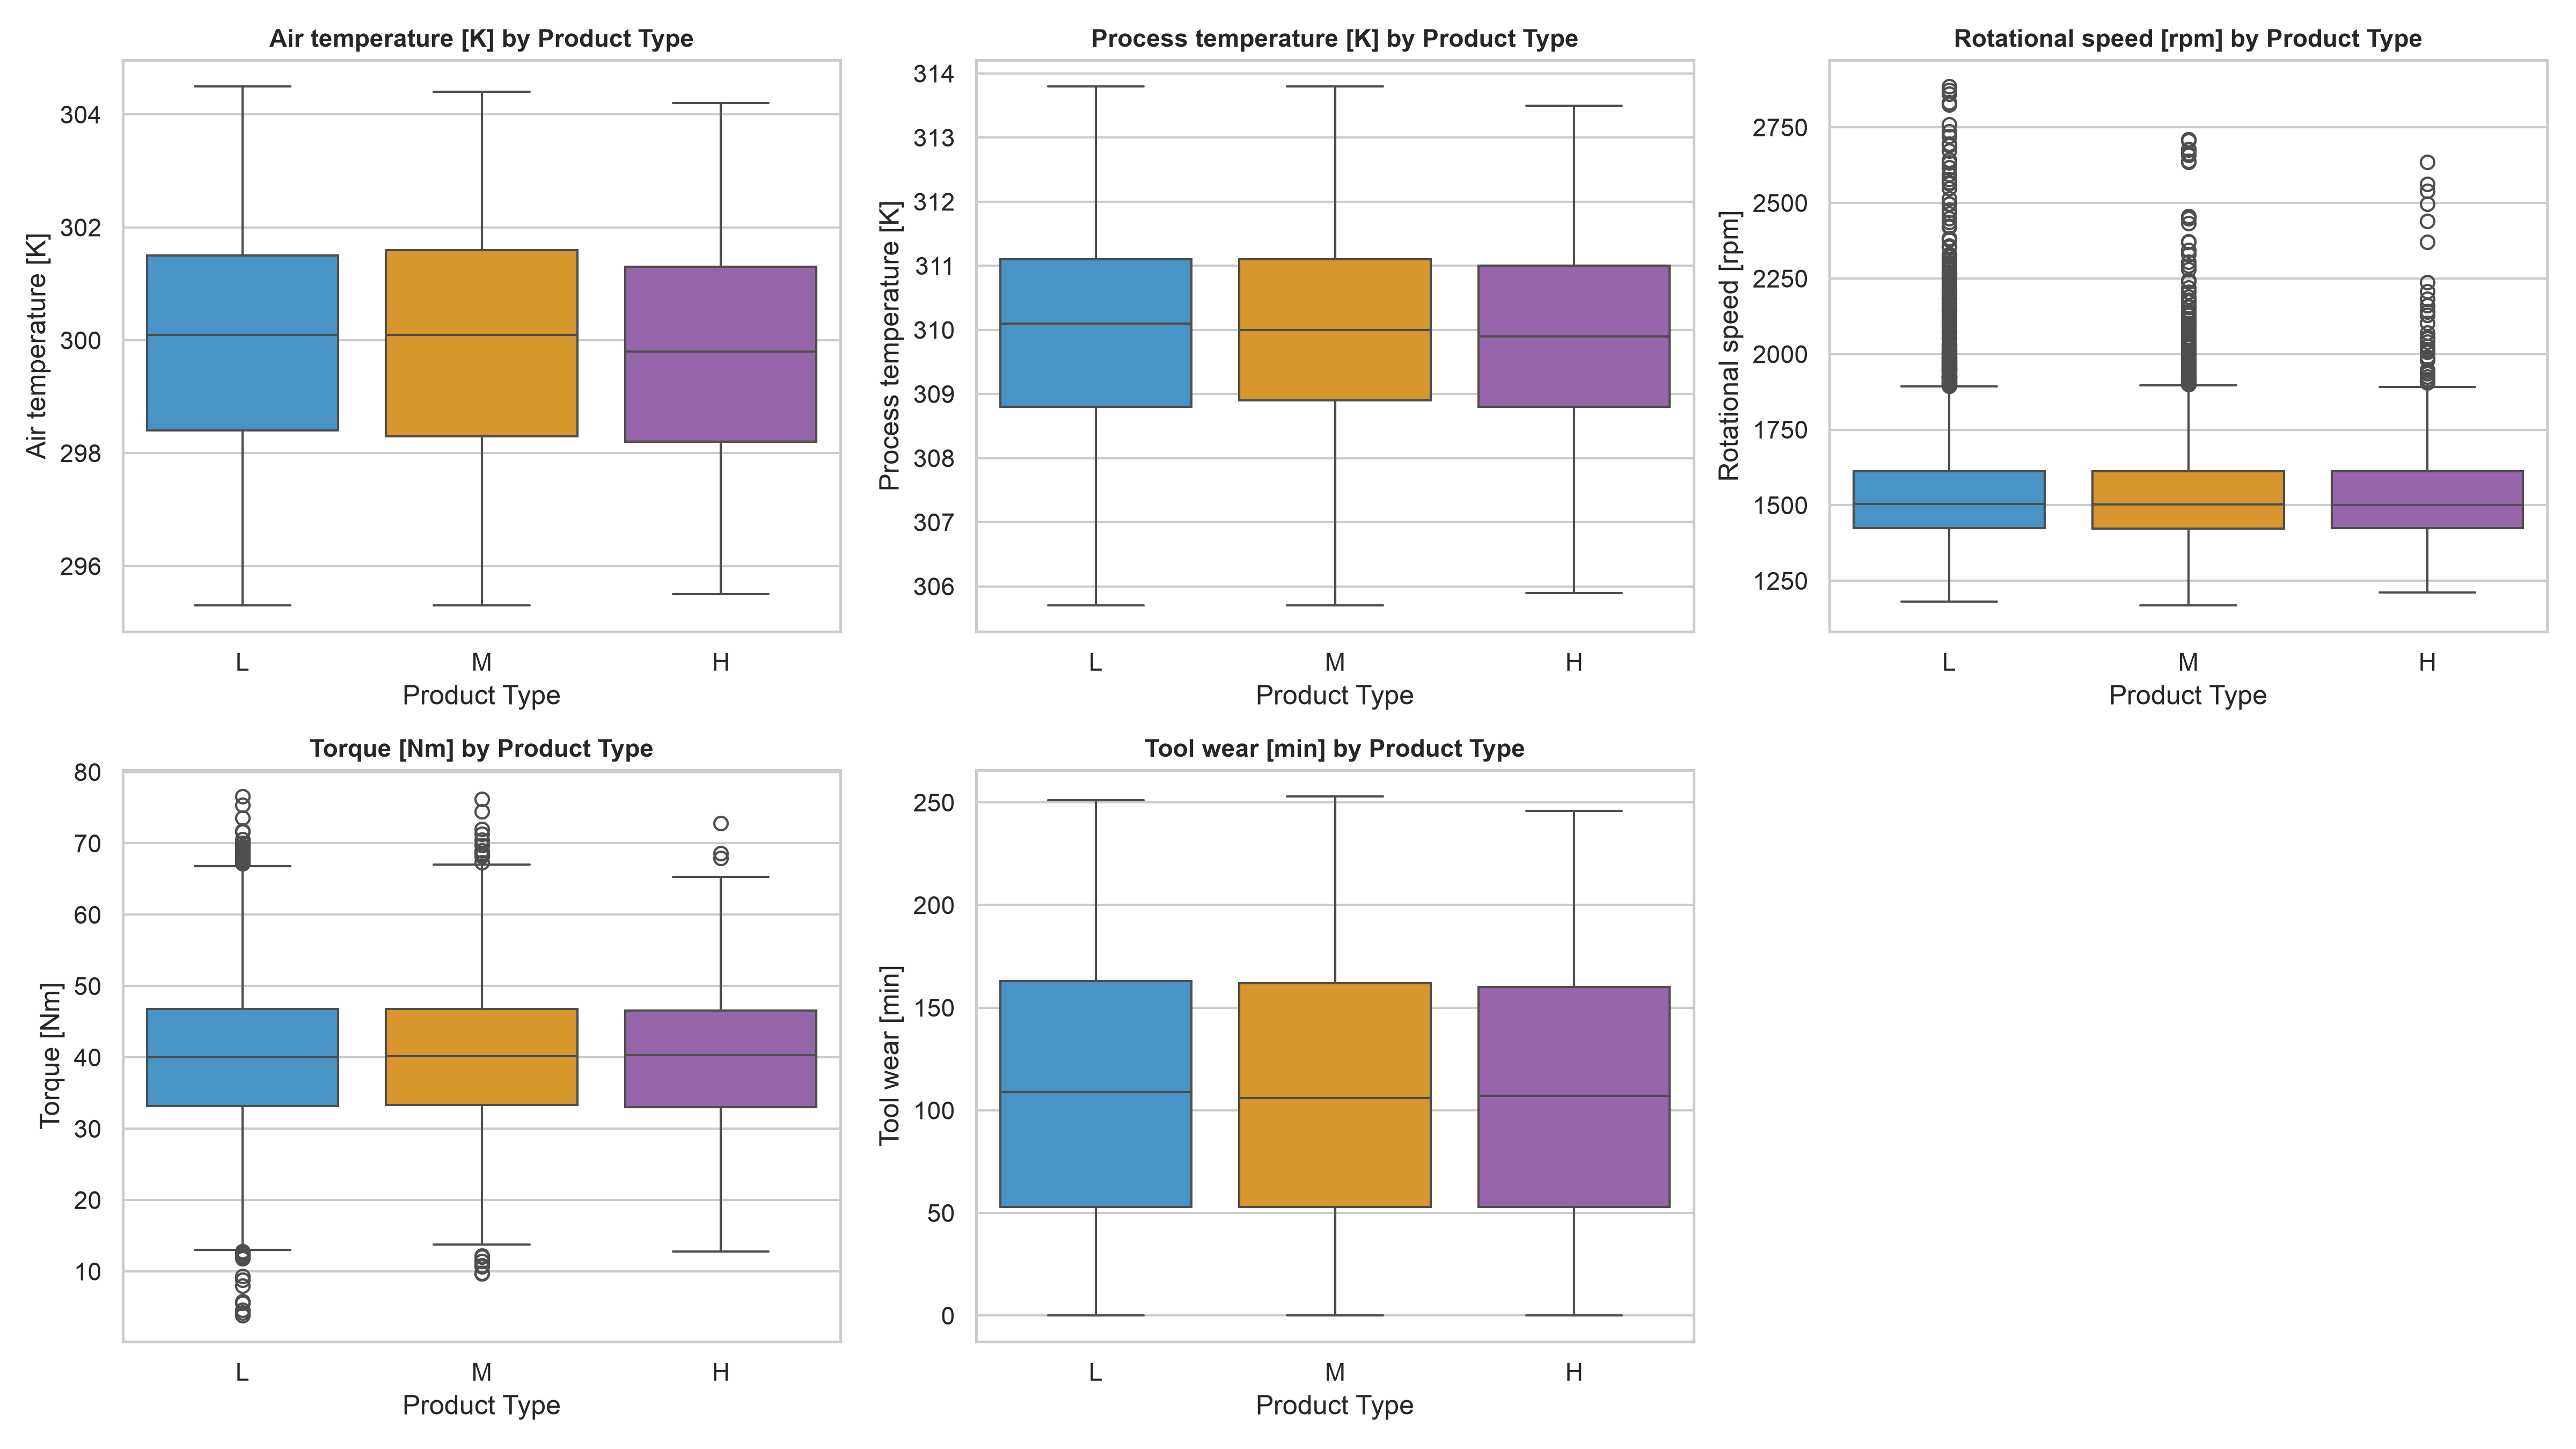 Air temperature [K] by Product Type
Air temperature [K]
304
302
300
298
296
L M H
Product Type
Process temperature [K] by Product Type
Process temperature [K]
314
313
312
311
310
309
308
307
306
L M H
Product Type
Rotational speed [rpm] by Product Type
Rotational speed [rpm]
2750
2500
2250
2000
1750
1500
1250
L M H
Product Type
Torque [Nm] by Product Type
Torque [Nm]
80
70
60
50
40
30
20
10
L M H
Product Type
Tool wear [min] by Product Type
Tool wear [min]
250
200
150
100
50
0
L M H
Product Type